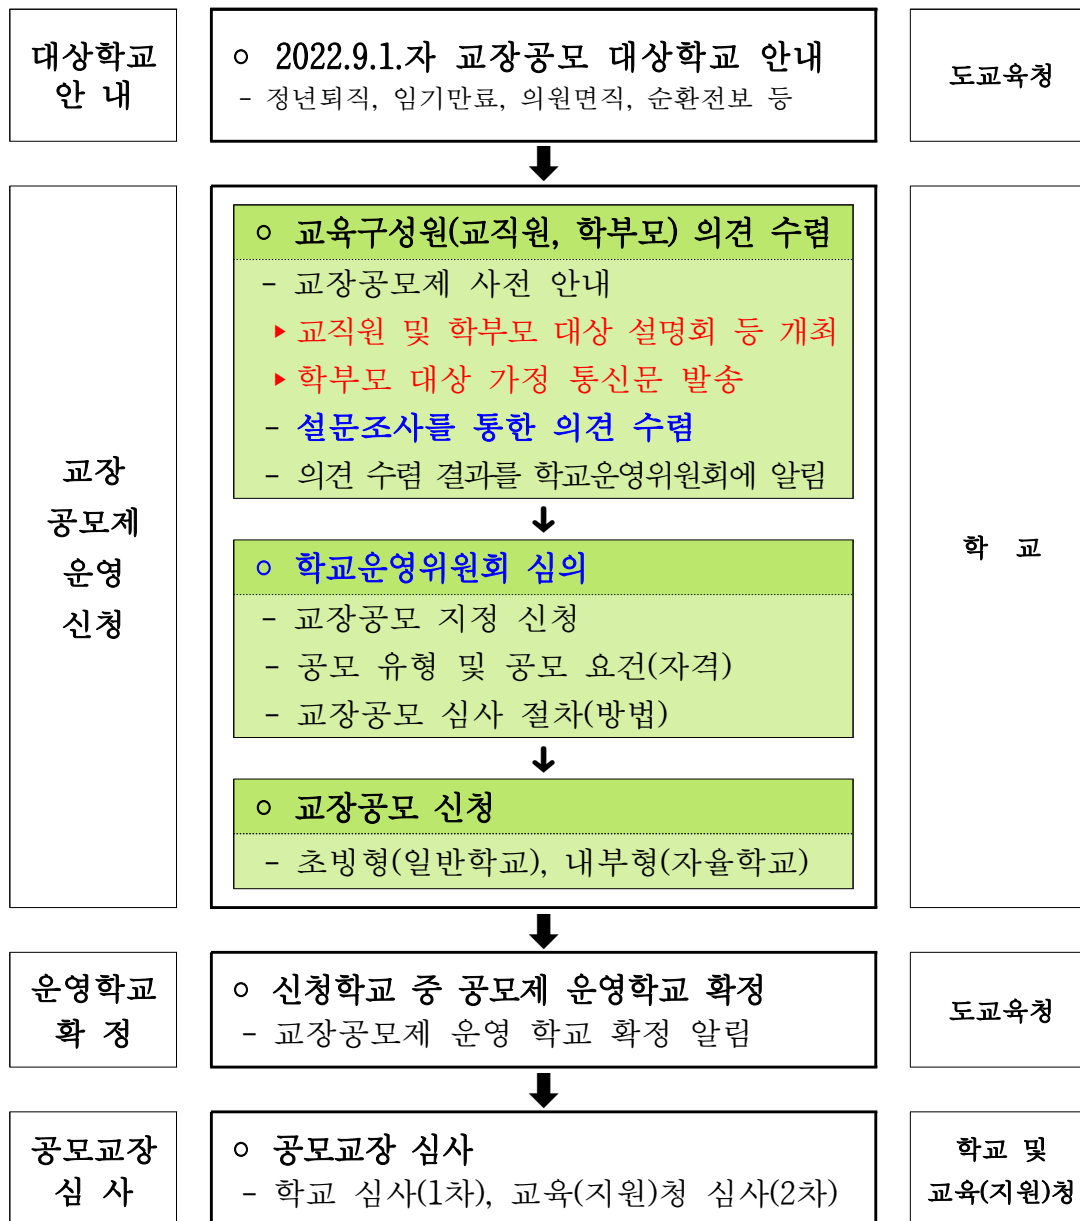 대상학교
안 내
○ 2022.9.1.자 교장공모 대상학교 안내
- 정년퇴직, 임기만료, 의원면직, 순환전보 등
도교육청
교장
공모제
운영
신청
○ 교육구성원(교직원, 학부모) 의견 수렴
- 교장공모제 사전 안내
▸교직원 및 학부모 대상 설명회 등 개최
▸학부모 대상 가정 통신문 발송
- 설문조사를 통한 의견 수렴
- 의견 수렴 결과를 학교운영위원회에 알림
○ 학교운영위원회 심의
- 교장공모 지정 신청
- 공모 유형 및 공모 요건(자격)
- 교장공모 심사 절차(방법)
○ 교장공모 신청
- 초빙형(일반학교), 내부형(자율학교)
학 교
운영학교
확 정
○ 신청학교 중 공모제 운영학교 확정
- 교장공모제 운영 학교 확정 알림
도교육청
공모교장
심 사
○ 공모교장 심사
- 학교 심사(1차), 교육(지원)청 심사(2차)
학교 및
교육(지원)청